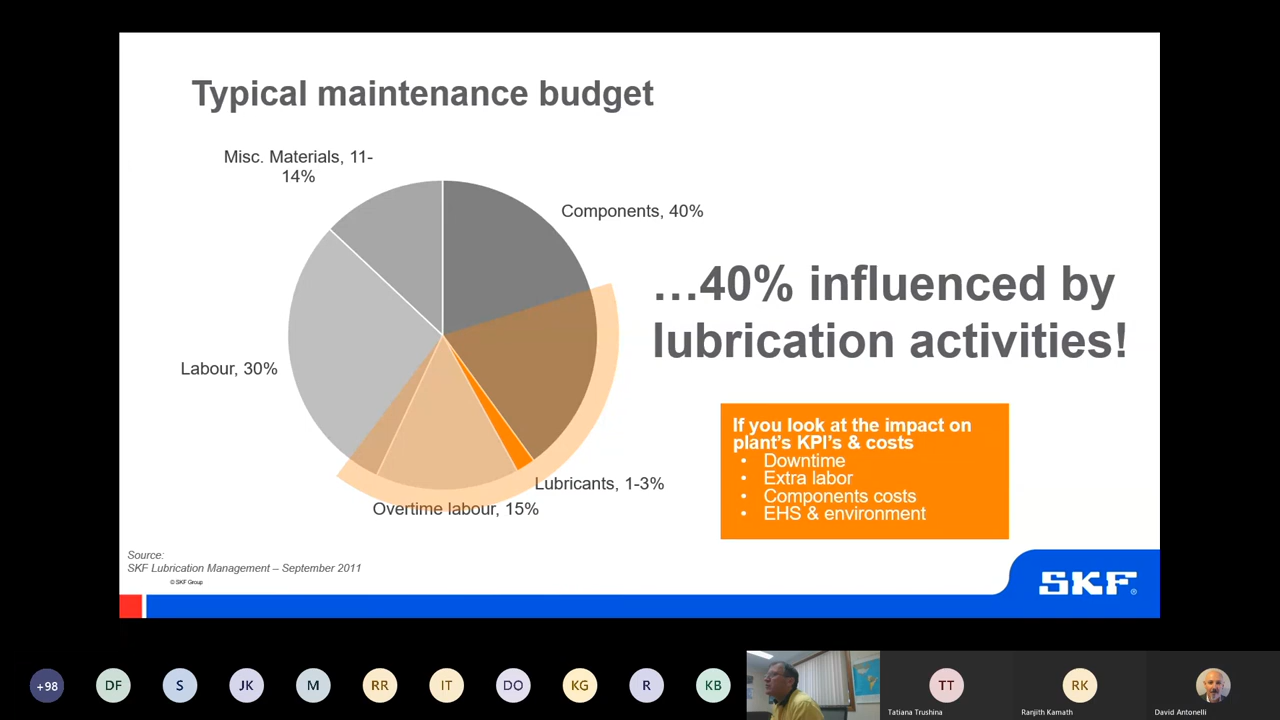 Typical maintenance budget
Misc. Materials, 11-
14%
Components, 40%
…40% influenced by
lubrication activities!
Labour, 30%
If you look at the impact on
plant's KPI's & costs
• Downtime
• Extra labor
• Components costs
• EHS & environment
Lubricants, 1-3%
Overtime labour, 15%
Source:
SKF Lubrication Management – September 2011
© SKF Group
SKF®
+98
DF
S
JK
M
RR
IT
DO
KG
R
KB
TT
RK
Tatiana Trushina
Ranjith Kamath
David Antonelli